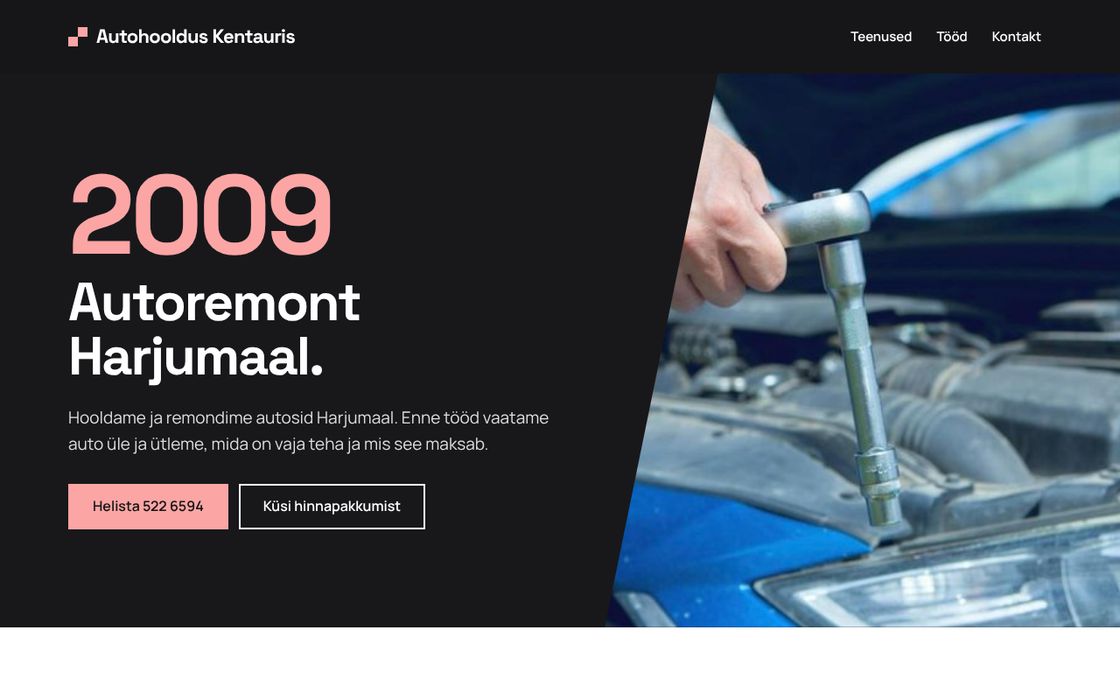 Autohooldus Kentauris
Teenused
Tööd
Kontakt
2009
Autoremont
Harjumaal.
Hooldame ja remondime autosid Harjumaal. Enne tööd vaatame
auto üle ja ütleme, mida on vaja teha ja mis see maksab.
Helista 522 6594
Küsi hinnapakkumist